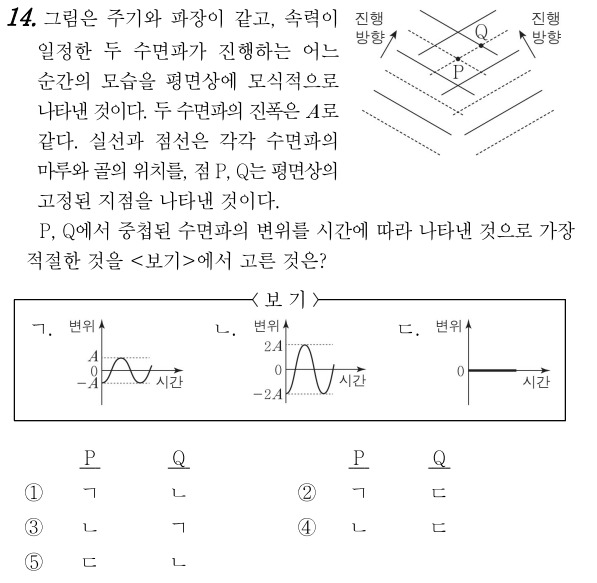 14. 그림은 주기와 파장이 같고, 속력이
일정한 두 수면파가 진행하는 어느
순간의 모습을 평면상에 모식적으로
나타낸 것이다. 두 수면파의 진폭은 A로
같다. 실선과 점선은 각각 수면파의
마루와 골의 위치를, 점 P, Q는 평면상의
고정된 지점을 나타낸 것이다.
진행
방향
Q
P
진행
방향
P, Q에서 중첩된 수면파의 변위를 시간에 따라 나타낸 것으로 가장
적절한 것을 <보기>에서 고른 것은?
<보 기>
ㄱ. 변위
A
0
-A
시간
ㄴ. 변위
2A
0
-2A
시간
ㄷ. 변위
0
시간
P Q P Q
① ㄱ ㄴ ② ㄱ ㄷ
③ ㄴ ㄱ ④ ㄴ ㄷ
⑤ ㄷ ㄴ